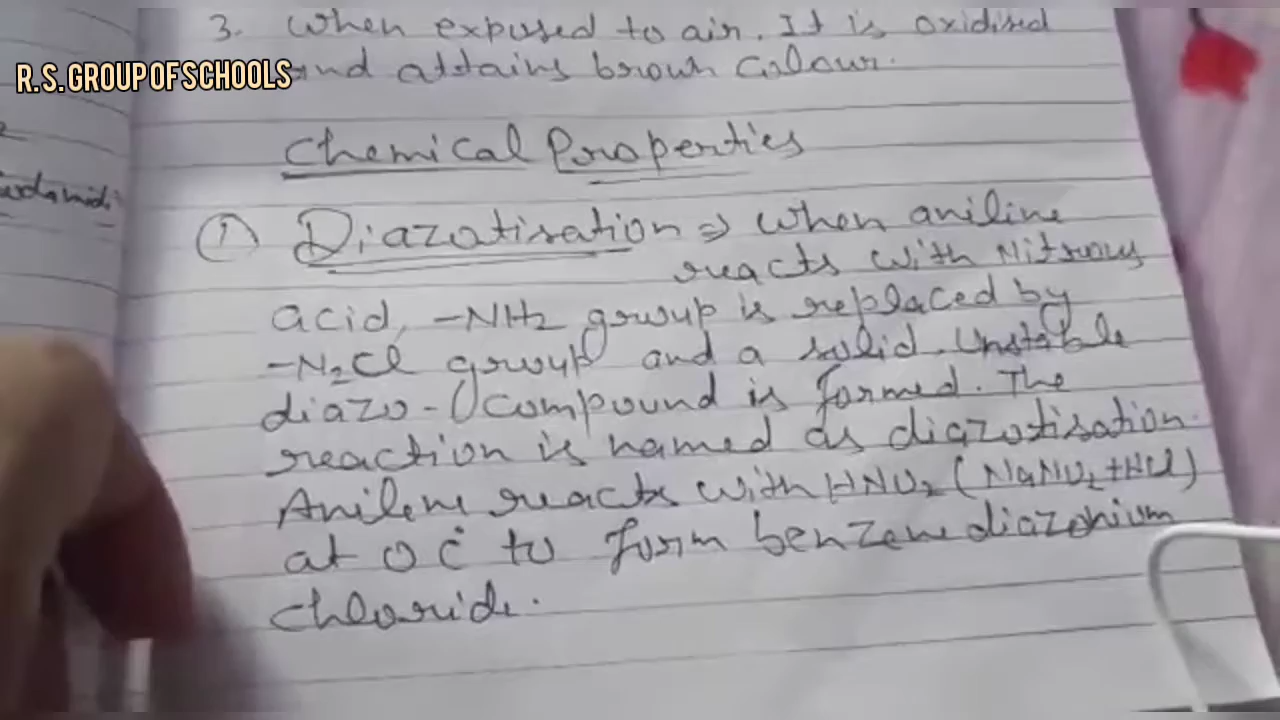 3. When exposed to air. It is oxidised
R.S. GROUP OF SCHOOLS
and attains brown colour.
Chemical Properties
① Diazotisation ⇒ When aniline
reacts with Nitrous
acid, -NH2 group is replaced by
-N2Cl group and a solid unstable
diazo-compound is formed. The
reaction is named as diazotisation.
Aniline reacts with HNO2 (NaNO2+HCl)
at 0°C to form benzene diazonium
chloride.